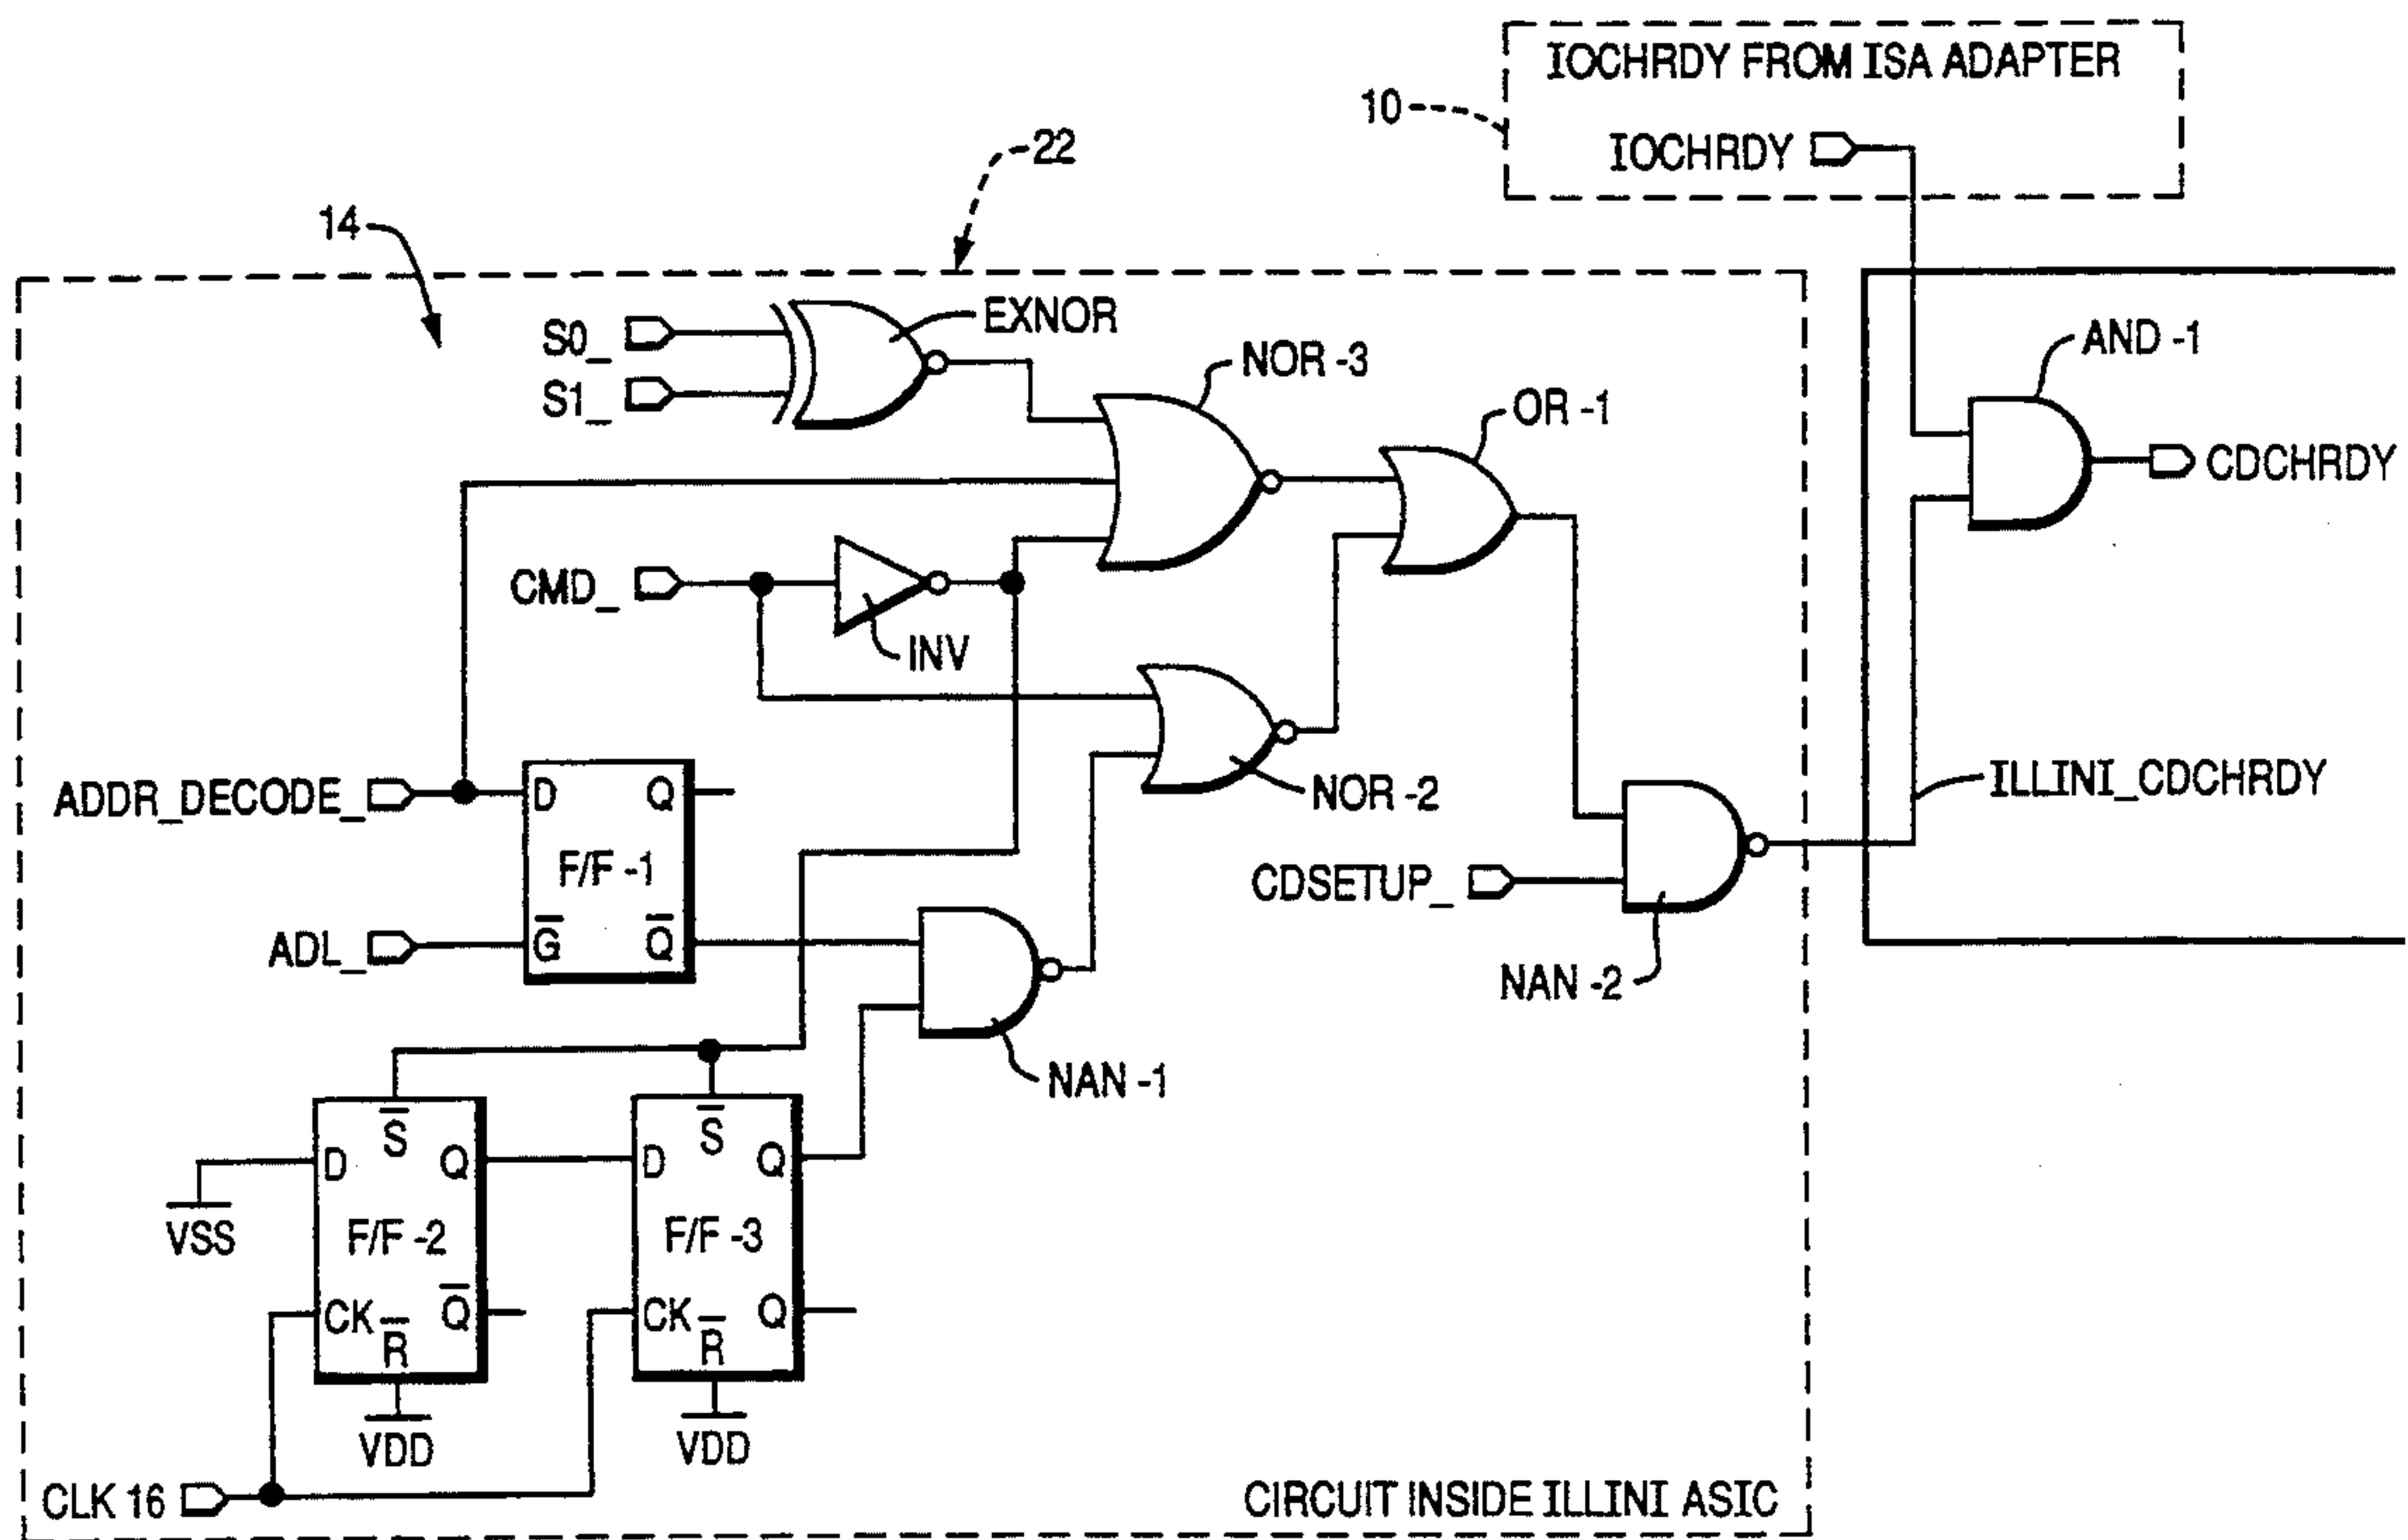 IOCHRDY FROM ISA ADAPTER
10
IOCHRDY
22
14
S0_
EXNOR
S1_
NOR -3
OR -1
AND -1
CDCHRDY
CMD_
INV
NOR -2
ADDR_DECODE_
D
Q
F/F -1
ADL_
G̅
Q̅
ILLINI_CDCHRDY
CDSETUP_
NAN -2
NAN -1
S̅
D
Q
VSS
F/F -2
CK
Q̅
R̅
VDD
S̅
D
Q
F/F -3
CK
Q
R̅
VDD
CLK 16
CIRCUIT INSIDE ILLINI ASIC